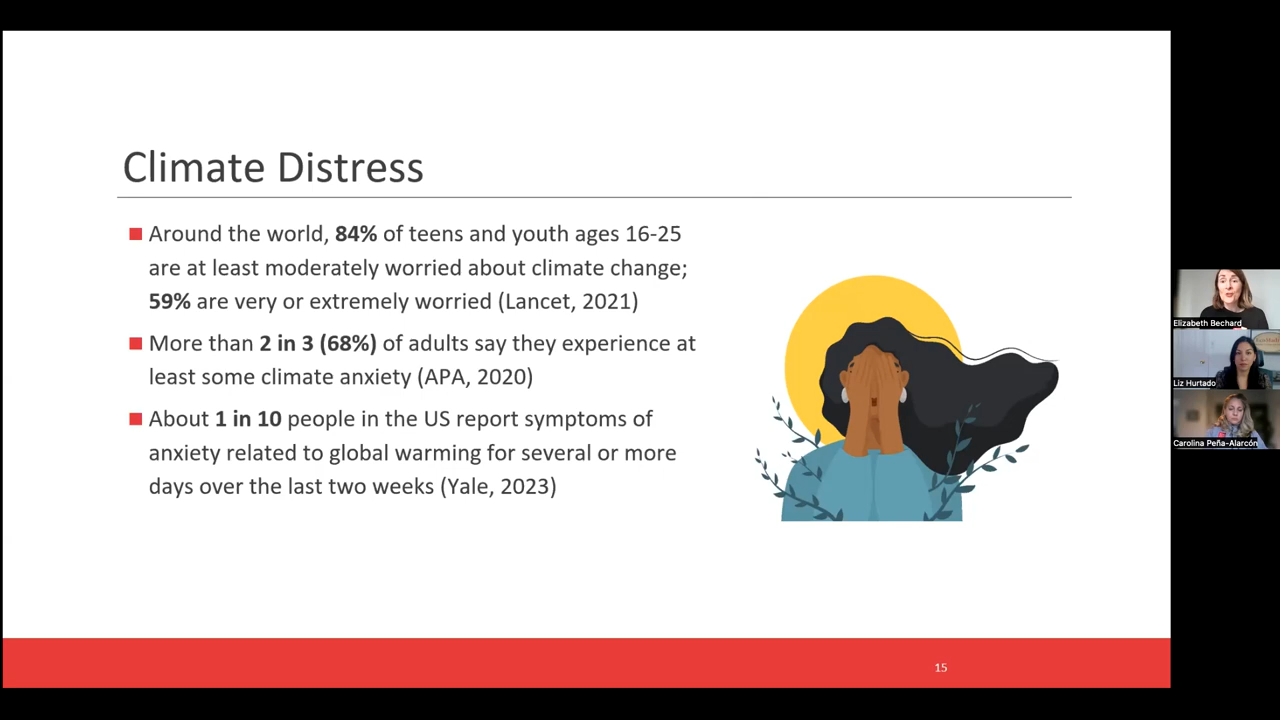 Climate Distress
Around the world, 84% of teens and youth ages 16-25
are at least moderately worried about climate change;
59% are very or extremely worried (Lancet, 2021)
More than 2 in 3 (68%) of adults say they experience at
least some climate anxiety (APA, 2020)
About 1 in 10 people in the US report symptoms of
anxiety related to global warming for several or more
days over the last two weeks (Yale, 2023)
15
Elizabeth Bechard
Liz Hurtado
Carolina Peña-Alarcón